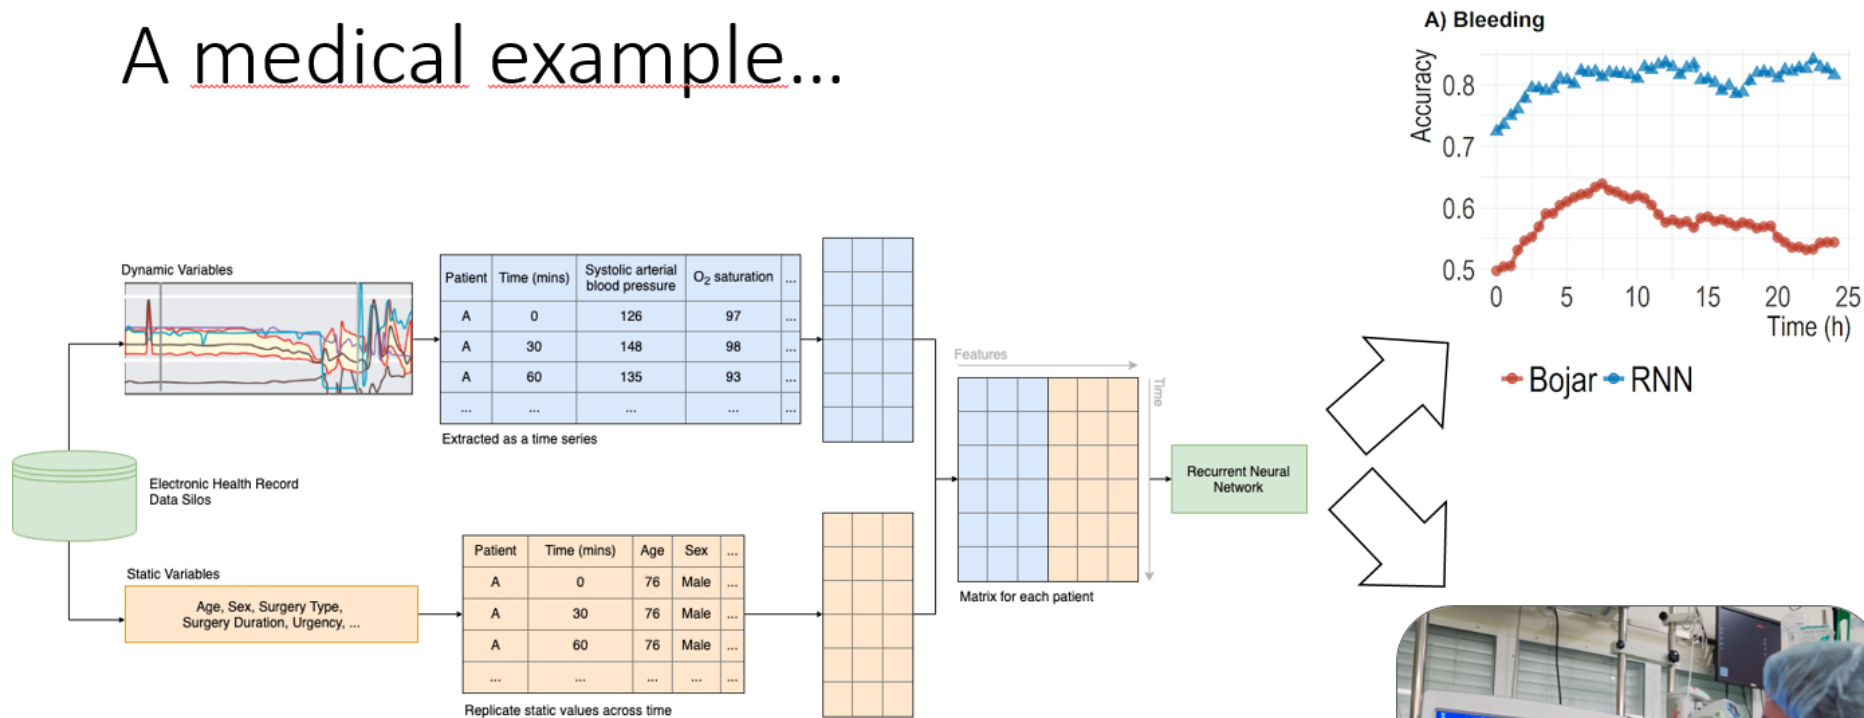 A medical example...
A) Bleeding
Accuracy
0.8
0.7
0.6
0.5
0 5 10 15 20 25
Time (h)
Bojar RNN
Dynamic Variables
Patient Time (mins) Systolic arterial blood pressure O₂ saturation ...
A 0 126 97 ...
A 30 148 98 ...
A 60 135 93 ...
... ... ... ... ...
Extracted as a time series
Electronic Health Record
Data Silos
Static Variables
Age, Sex, Surgery Type,
Surgery Duration, Urgency, ...
Patient Time (mins) Age Sex ...
A 0 76 Male ...
A 30 76 Male ...
A 60 76 Male ...
... ... ... ... ...
Replicate static values across time
Features
Time
Matrix for each patient
Recurrent Neural
Network